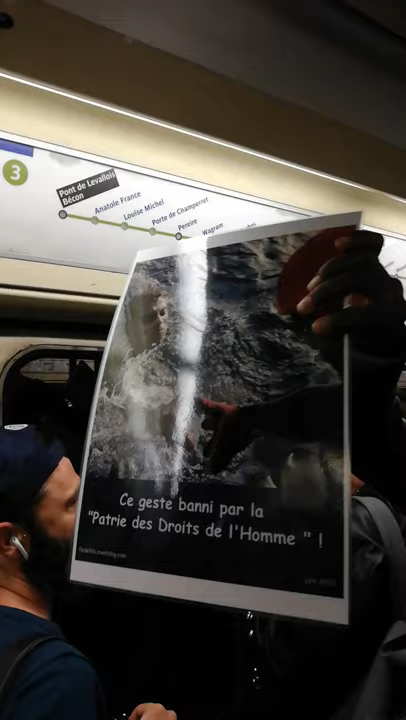 3
Pont de Levallois
Bécon
Anatole France
Louise Michel
Porte de Champerret
Pereire
Wagram
Ce geste banni par la
"Patrie des Droits de l'Homme " !